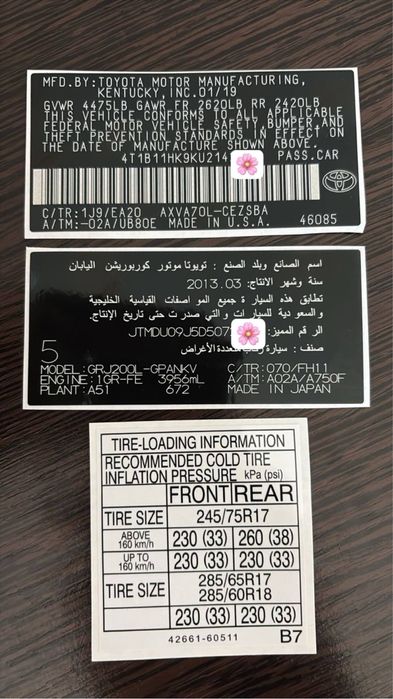 MFD.BY:TOYOTA MOTOR MANUFACTURING,
KENTUCKY,INC.01/19
GVWR 4475LB GAWR FR 2620LB RR 2420LB
THIS VEHICLE CONFORMS TO ALL APPLICABLE
FEDERAL MOTOR VEHICLE SAFETY,BUMPER,AND
THEFT PREVENTION STANDARDS IN EFFECT ON
THE DATE OF MANUFACTURE SHOWN ABOVE.
4T1B11HK9KU214 PASS.CAR
C/TR:1J9/EA20 AXVA70L-CEZSBA
A/TM:-02A/UB80E MADE IN U.S.A. 46085
اسم الصانع وبلد الصنع : تويوتا موتور كوربوريشن اليابان
سنة وشهر الانتاج: 2013.03
تطابق هذه السيارة جميع المواصفات القياسية الخليجية
والسعودية للسيارات والتي صدرت حتى تاريخ الإنتاج.
الرقم المميز: JTMDU09J5D507
صنف : سيارة متعددة الأغراض
5
MODEL:GRJ200L-GPANKV C/TR:070/FH11
ENGINE:1GR-FE 3956mL A/TM:A02A/A750F
PLANT:A51 672 MADE IN JAPAN
TIRE-LOADING INFORMATION
RECOMMENDED COLD TIRE
INFLATION PRESSURE kPa (psi)
FRONT REAR
TIRE SIZE 245/75R17
ABOVE 160 km/h 230 (33) 260 (38)
UP TO 160 km/h 230 (33) 230 (33)
TIRE SIZE 285/65R17
285/60R18
230 (33) 230 (33)
42661-60511 B7